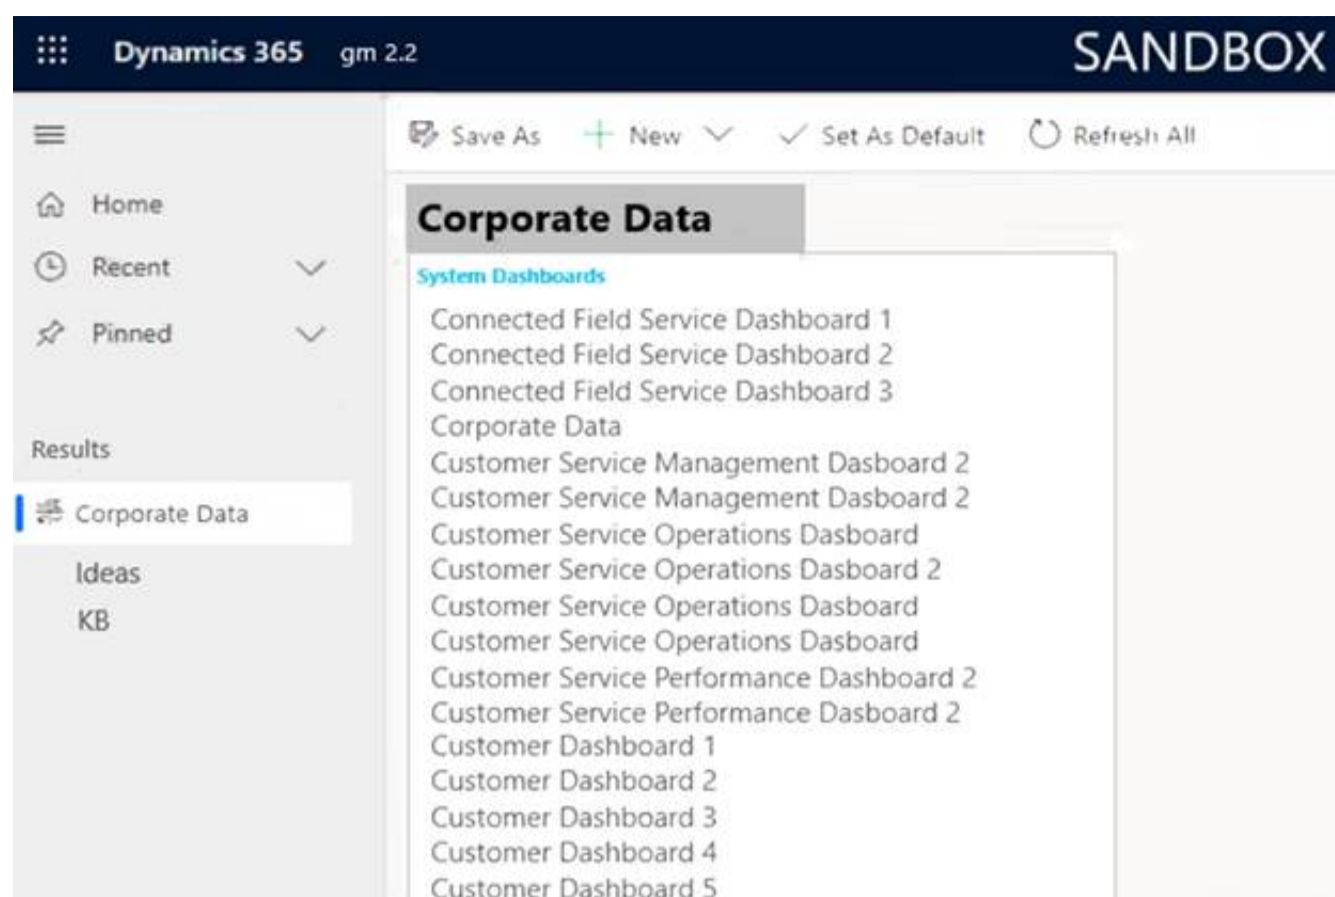 Dynamics 365 gm 2.2 SANDBOX
Save As New Set As Default Refresh All
Home
Recent
Pinned
Results
Corporate Data
Ideas
KB
Corporate Data
System Dashboards
Connected Field Service Dashboard 1
Connected Field Service Dashboard 2
Connected Field Service Dashboard 3
Corporate Data
Customer Service Management Dasboard 2
Customer Service Management Dasboard 2
Customer Service Operations Dasboard
Customer Service Operations Dasboard 2
Customer Service Operations Dasboard
Customer Service Operations Dasboard
Customer Service Performance Dashboard 2
Customer Service Performance Dasboard 2
Customer Dashboard 1
Customer Dashboard 2
Customer Dashboard 3
Customer Dashboard 4
Customer Dashboard 5